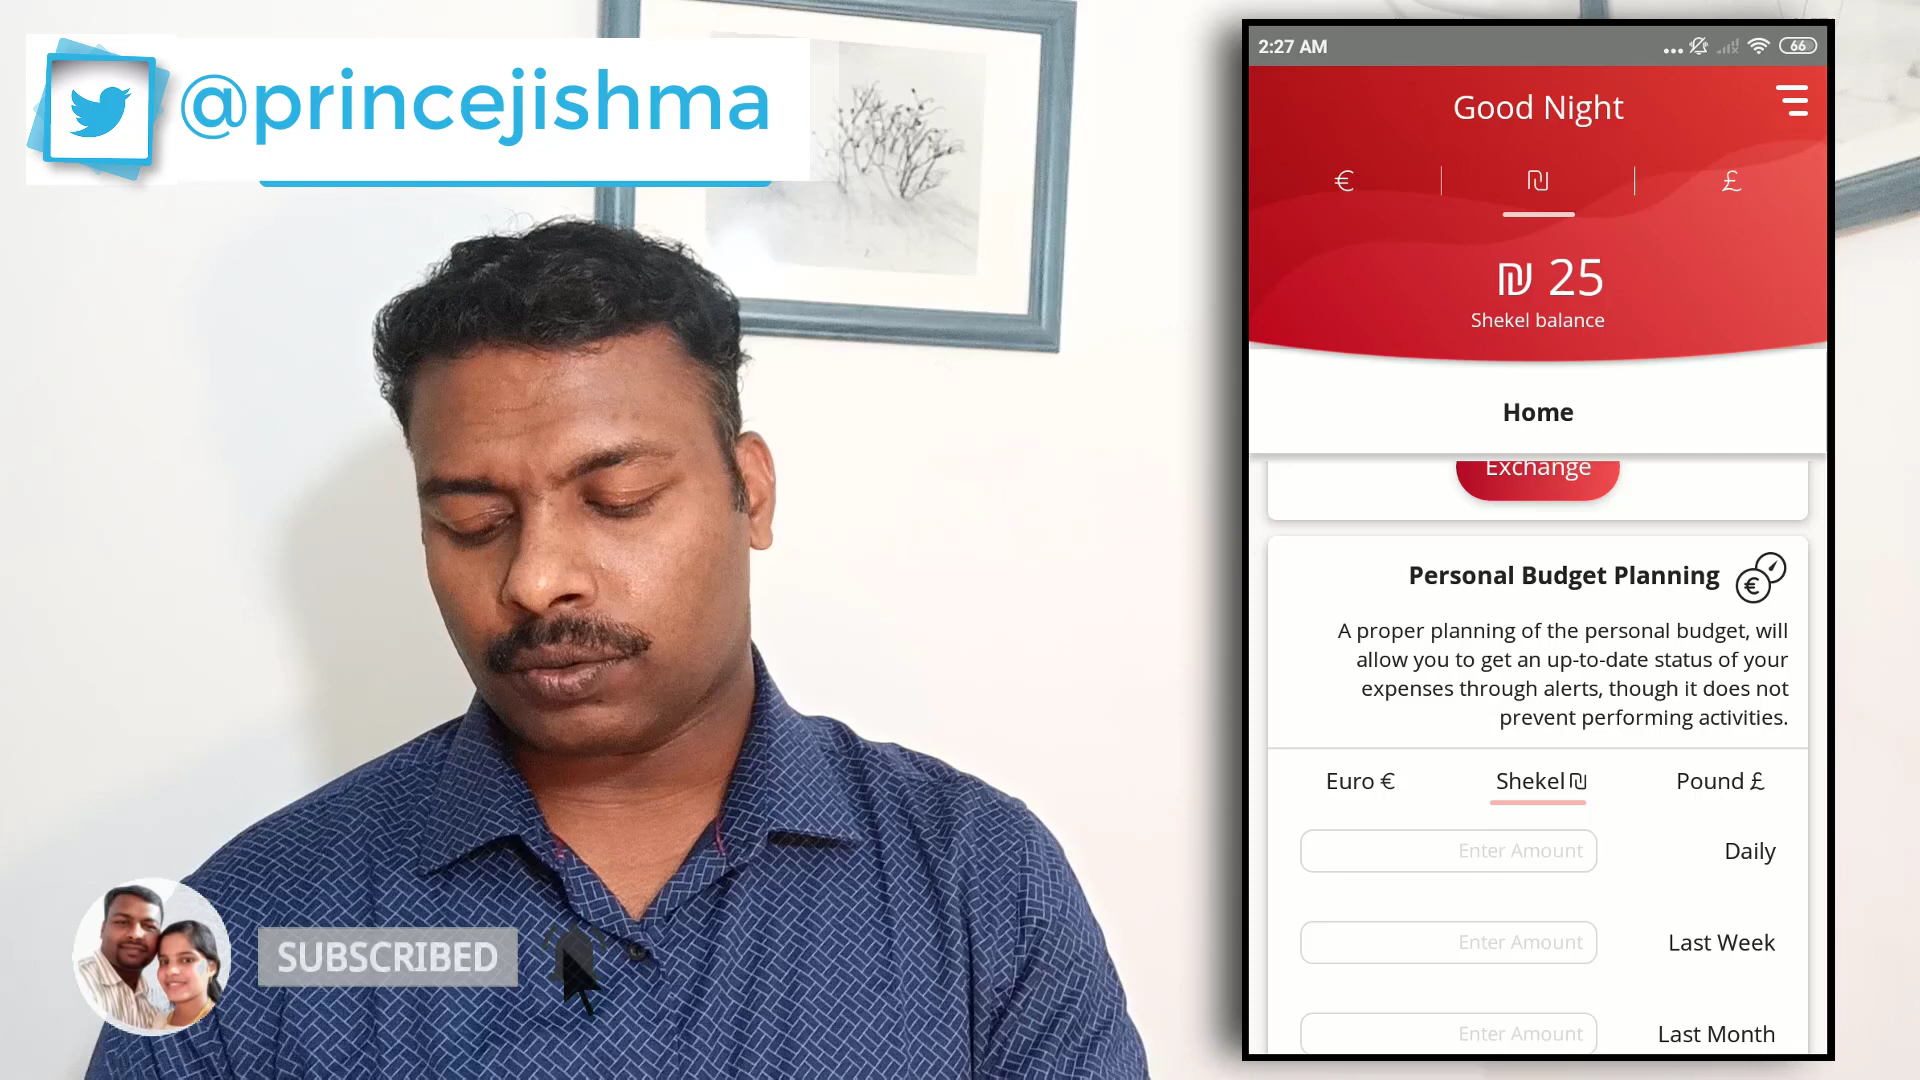 @princejishma
SUBSCRIBED
2:27 AM
66
Good Night
€ ₪ £
₪ 25
Shekel balance
Home
Exchange
Personal Budget Planning
€
A proper planning of the personal budget, will
allow you to get an up-to-date status of your
expenses through alerts, though it does not
prevent performing activities.
Euro € Shekel ₪ Pound £
Enter Amount Daily
Enter Amount Last Week
Enter Amount Last Month